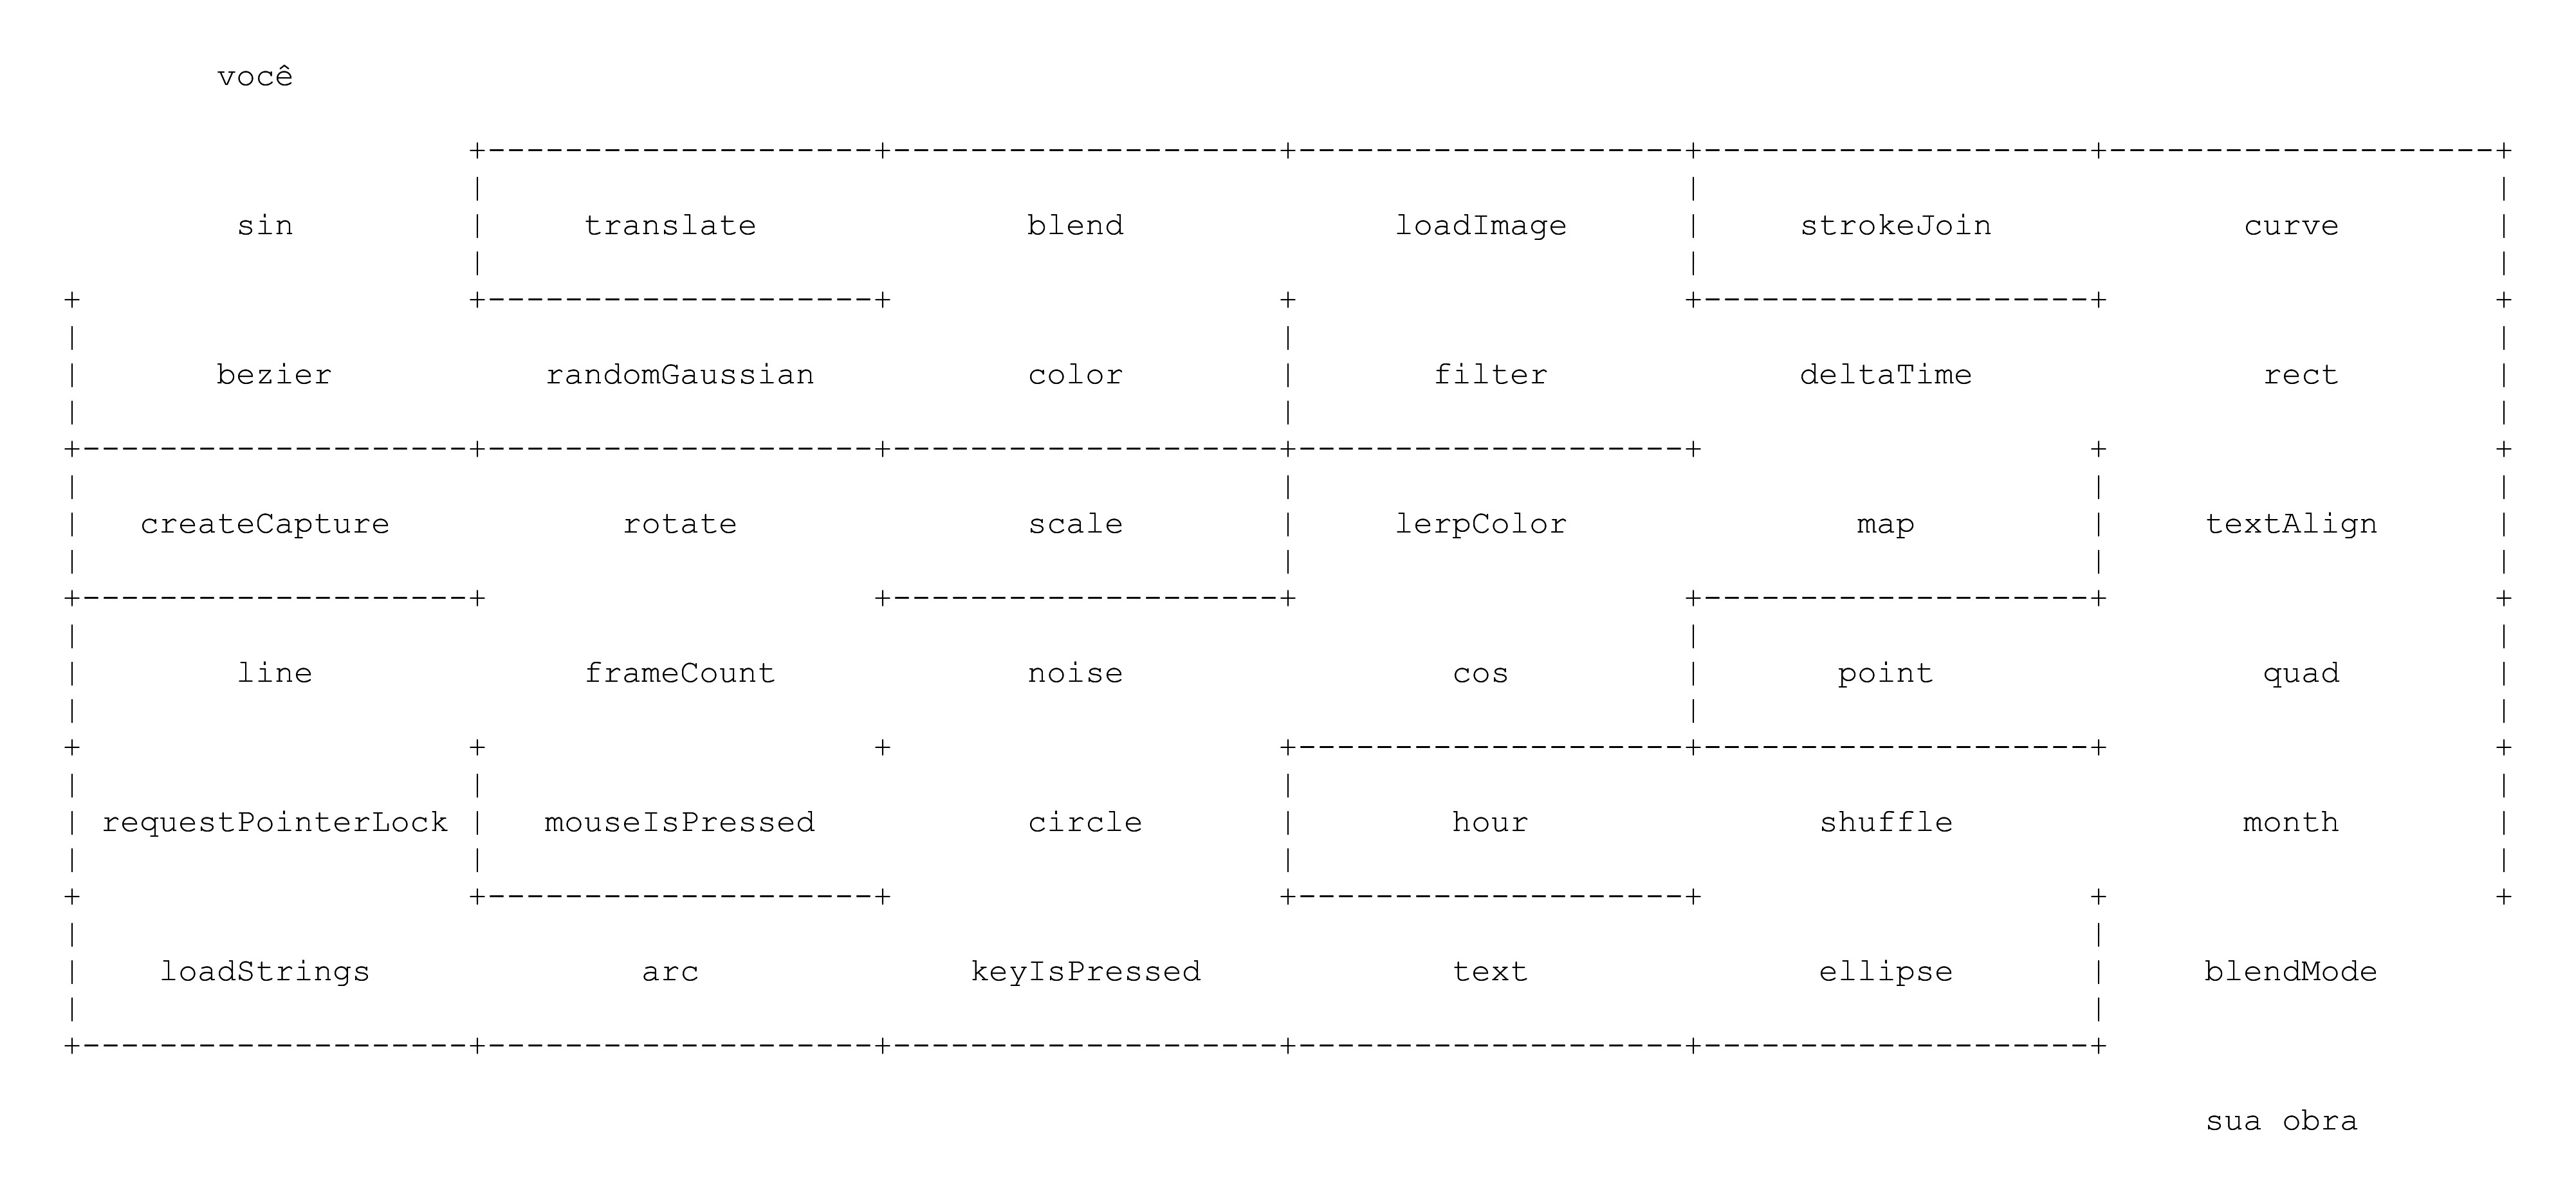 você
sin translate blend loadImage strokeJoin curve
bezier randomGaussian color filter deltaTime rect
createCapture rotate scale lerpColor map textAlign
line frameCount noise cos point quad
requestPointerLock mouseIsPressed circle hour shuffle month
loadStrings arc keyIsPressed text ellipse blendMode
sua obra